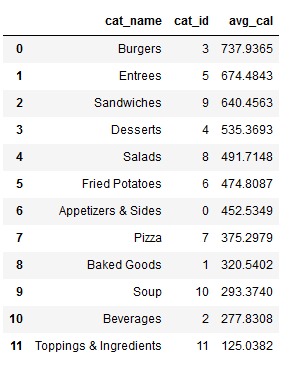 cat_name cat_id avg_cal
0 Burgers 3 737.9365
1 Entrees 5 674.4843
2 Sandwiches 9 640.4563
3 Desserts 4 535.3693
4 Salads 8 491.7148
5 Fried Potatoes 6 474.8087
6 Appetizers & Sides 0 452.5349
7 Pizza 7 375.2979
8 Baked Goods 1 320.5402
9 Soup 10 293.3740
10 Beverages 2 277.8308
11 Toppings & Ingredients 11 125.0382